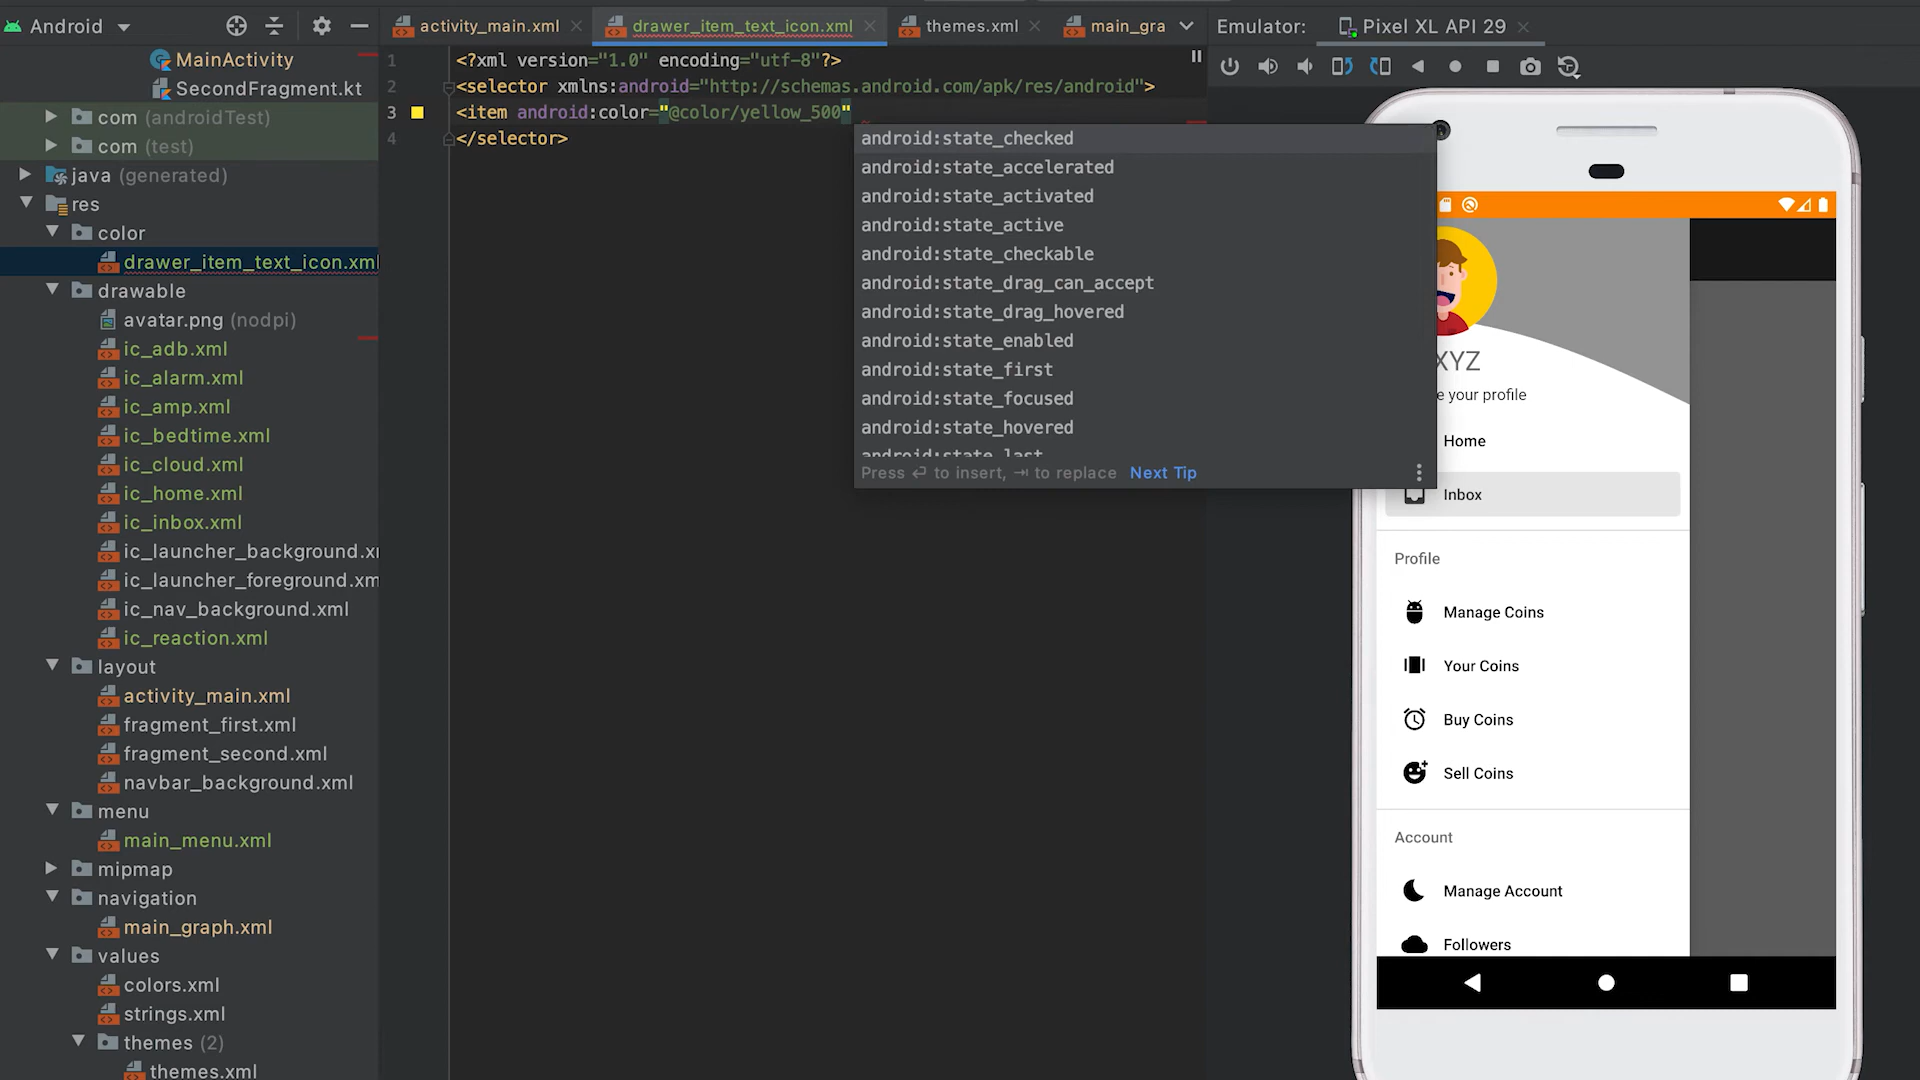 Android
activity_main.xml
drawer_item_text_icon.xml
themes.xml
main_gra
Emulator:
Pixel XL API 29
MainActivity
SecondFragment.kt
com (androidTest)
com (test)
java (generated)
res
color
drawer_item_text_icon.xml
drawable
avatar.png (nodpi)
ic_adb.xml
ic_alarm.xml
ic_amp.xml
ic_bedtime.xml
ic_cloud.xml
ic_home.xml
ic_inbox.xml
ic_launcher_background.xm
ic_launcher_foreground.xm
ic_nav_background.xml
ic_reaction.xml
layout
activity_main.xml
fragment_first.xml
fragment_second.xml
navbar_background.xml
menu
main_menu.xml
mipmap
navigation
main_graph.xml
values
colors.xml
strings.xml
themes (2)
themes.xml
1 <?xml version="1.0" encoding="utf-8"?>
2 <selector xmlns:android="http://schemas.android.com/apk/res/android">
3 <item android:color="@color/yellow_500"
4 </selector>
android:state_checked
android:state_accelerated
android:state_activated
android:state_active
android:state_checkable
android:state_drag_can_accept
android:state_drag_hovered
android:state_enabled
android:state_first
android:state_focused
android:state_hovered
android:state_last
Press ↵ to insert, ⇥ to replace Next Tip
XYZ
e your profile
Home
Inbox
Profile
Manage Coins
Your Coins
Buy Coins
Sell Coins
Account
Manage Account
Followers